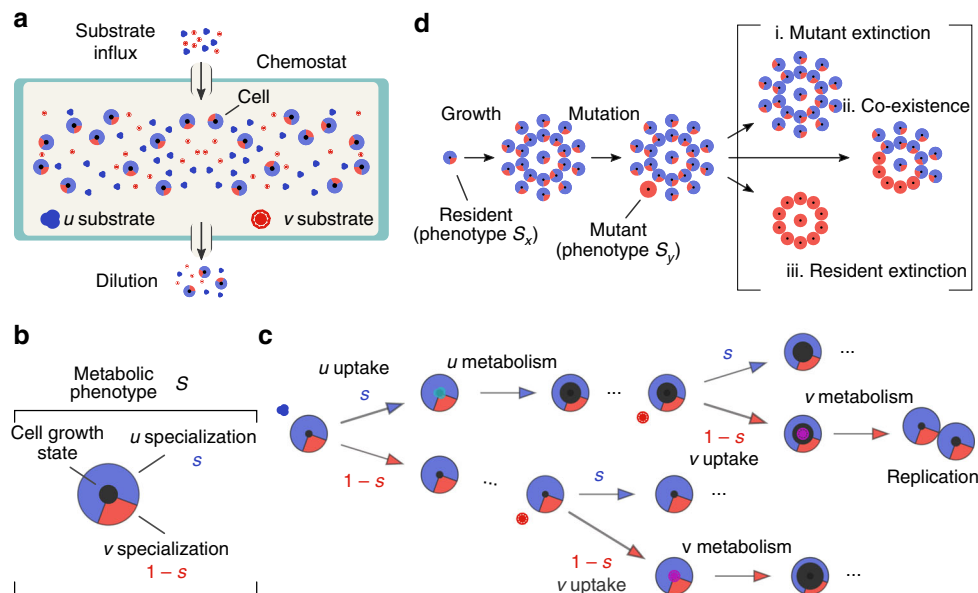 a
Substrate
influx
Chemostat
Cell
u substrate
v substrate
Dilution
b
Metabolic
phenotype S
Cell growth
state
u specialization
s
v specialization
1 – s
c
u uptake
s
u metabolism
...
s
...
1 – s
v uptake
v metabolism
Replication
1 – s
...
s
...
1 – s
v uptake
v metabolism
...
d
Growth
Mutation
Resident
(phenotype Sx)
Mutant
(phenotype Sy)
i. Mutant extinction
ii. Co-existence
iii. Resident extinction